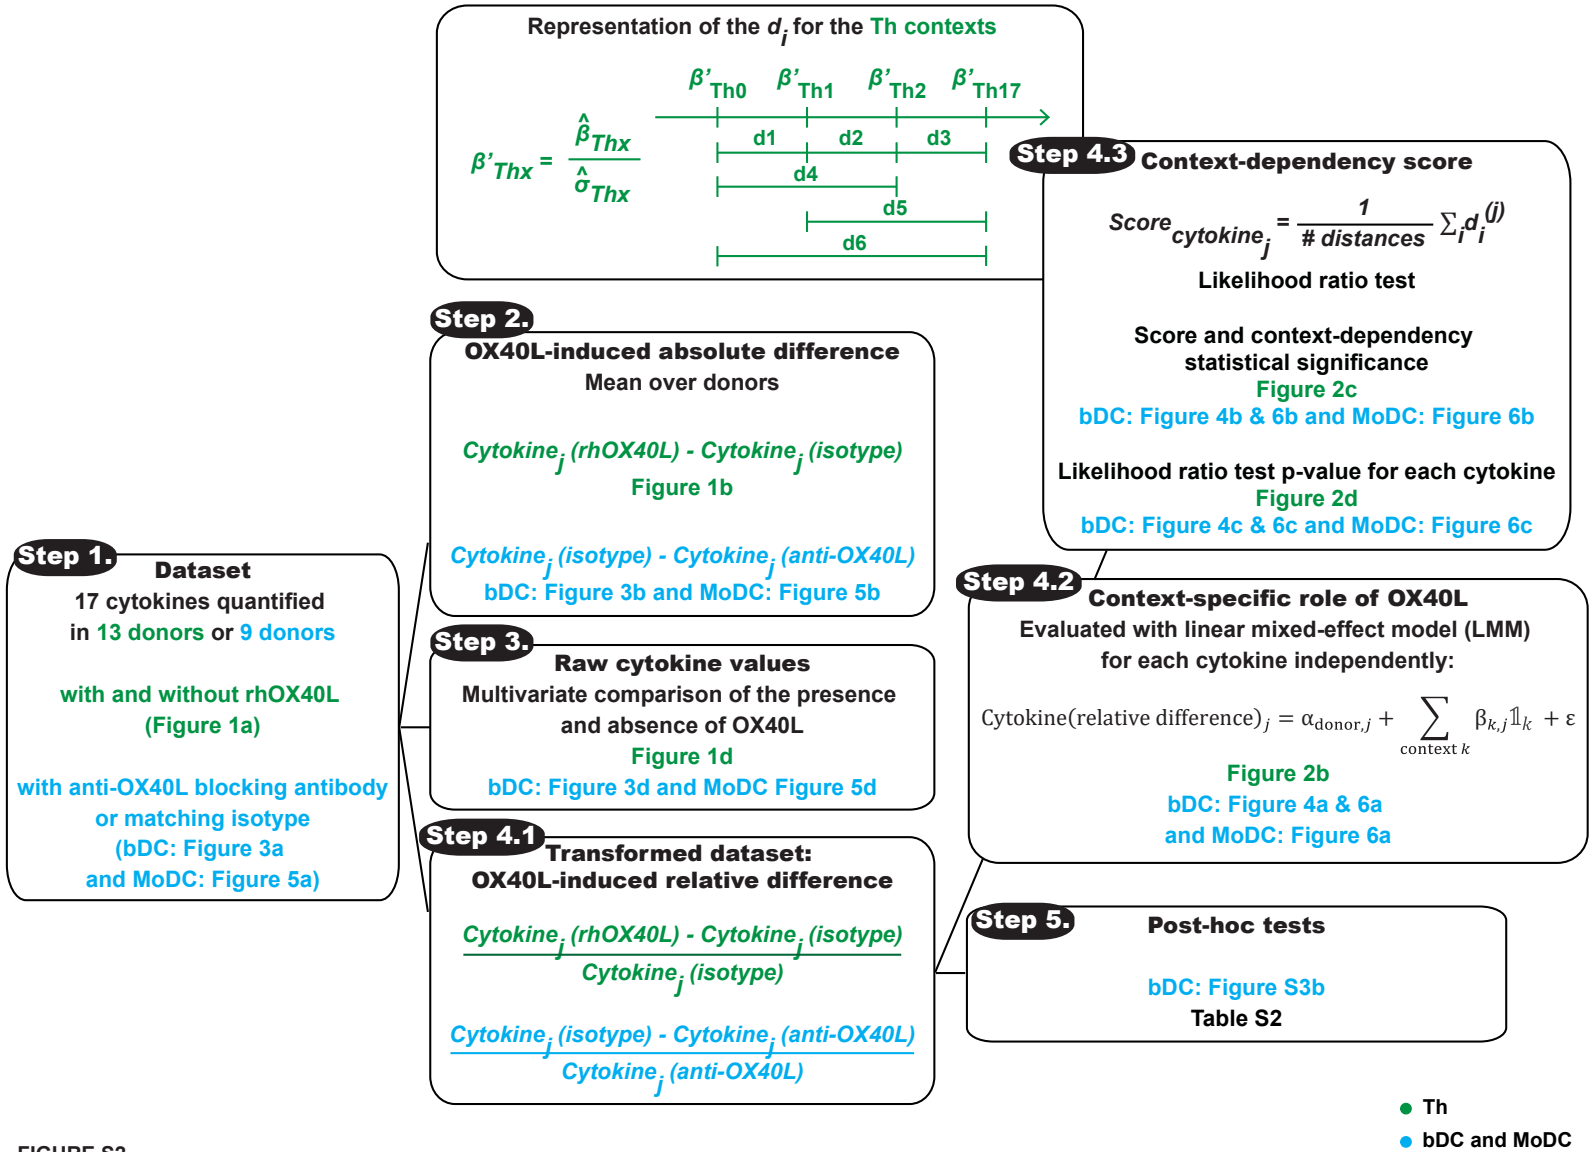 Representation of the di for the Th contexts
β'Th0 β'Th1 β'Th2 β'Th17
β'Thx = β̂Thx / σ̂Thx
d1 d2 d3
d4
d5
d6
Step 4.3
Context-dependency score
Score cytokine j = 1 / # distances ∑i di(j)
Likelihood ratio test
Score and context-dependency
statistical significance
Figure 2c
bDC: Figure 4b & 6b and MoDC: Figure 6b
Likelihood ratio test p-value for each cytokine
Figure 2d
bDC: Figure 4c & 6c and MoDC: Figure 6c
Step 2.
OX40L-induced absolute difference
Mean over donors
Cytokinej (rhOX40L) - Cytokinej (isotype)
Figure 1b
Cytokinej (isotype) - Cytokinej (anti-OX40L)
bDC: Figure 3b and MoDC: Figure 5b
Step 1.
Dataset
17 cytokines quantified
in 13 donors or 9 donors
with and without rhOX40L
(Figure 1a)
with anti-OX40L blocking antibody
or matching isotype
(bDC: Figure 3a
and MoDC: Figure 5a)
Step 3.
Raw cytokine values
Multivariate comparison of the presence
and absence of OX40L
Figure 1d
bDC: Figure 3d and MoDC Figure 5d
Step 4.1
Transformed dataset:
OX40L-induced relative difference
Cytokinej (rhOX40L) - Cytokinej (isotype)
Cytokinej (isotype)
Cytokinej (isotype) - Cytokinej (anti-OX40L)
Cytokinej (anti-OX40L)
Step 4.2
Context-specific role of OX40L
Evaluated with linear mixed-effect model (LMM)
for each cytokine independently:
Cytokine(relative difference)j = αdonor,j + ∑context k βk,j 𝟙k + ε
Figure 2b
bDC: Figure 4a & 6a
and MoDC: Figure 6a
Step 5.
Post-hoc tests
bDC: Figure S3b
Table S2
Th
bDC and MoDC
FIGURE S2